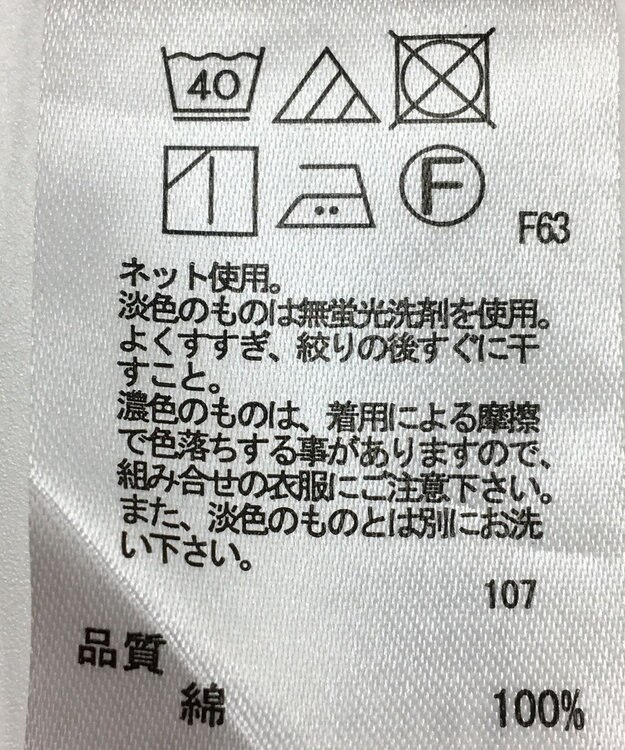 40
F
F63
ネット使用。
淡色のものは無蛍光洗剤を使用。
よくすすぎ、絞りの後すぐに干
すこと。
濃色のものは、着用による摩擦
で色落ちする事がありますので、
組み合せの衣服にご注意下さい。
また、淡色のものとは別にお洗
い下さい。
107
品質
綿 100%